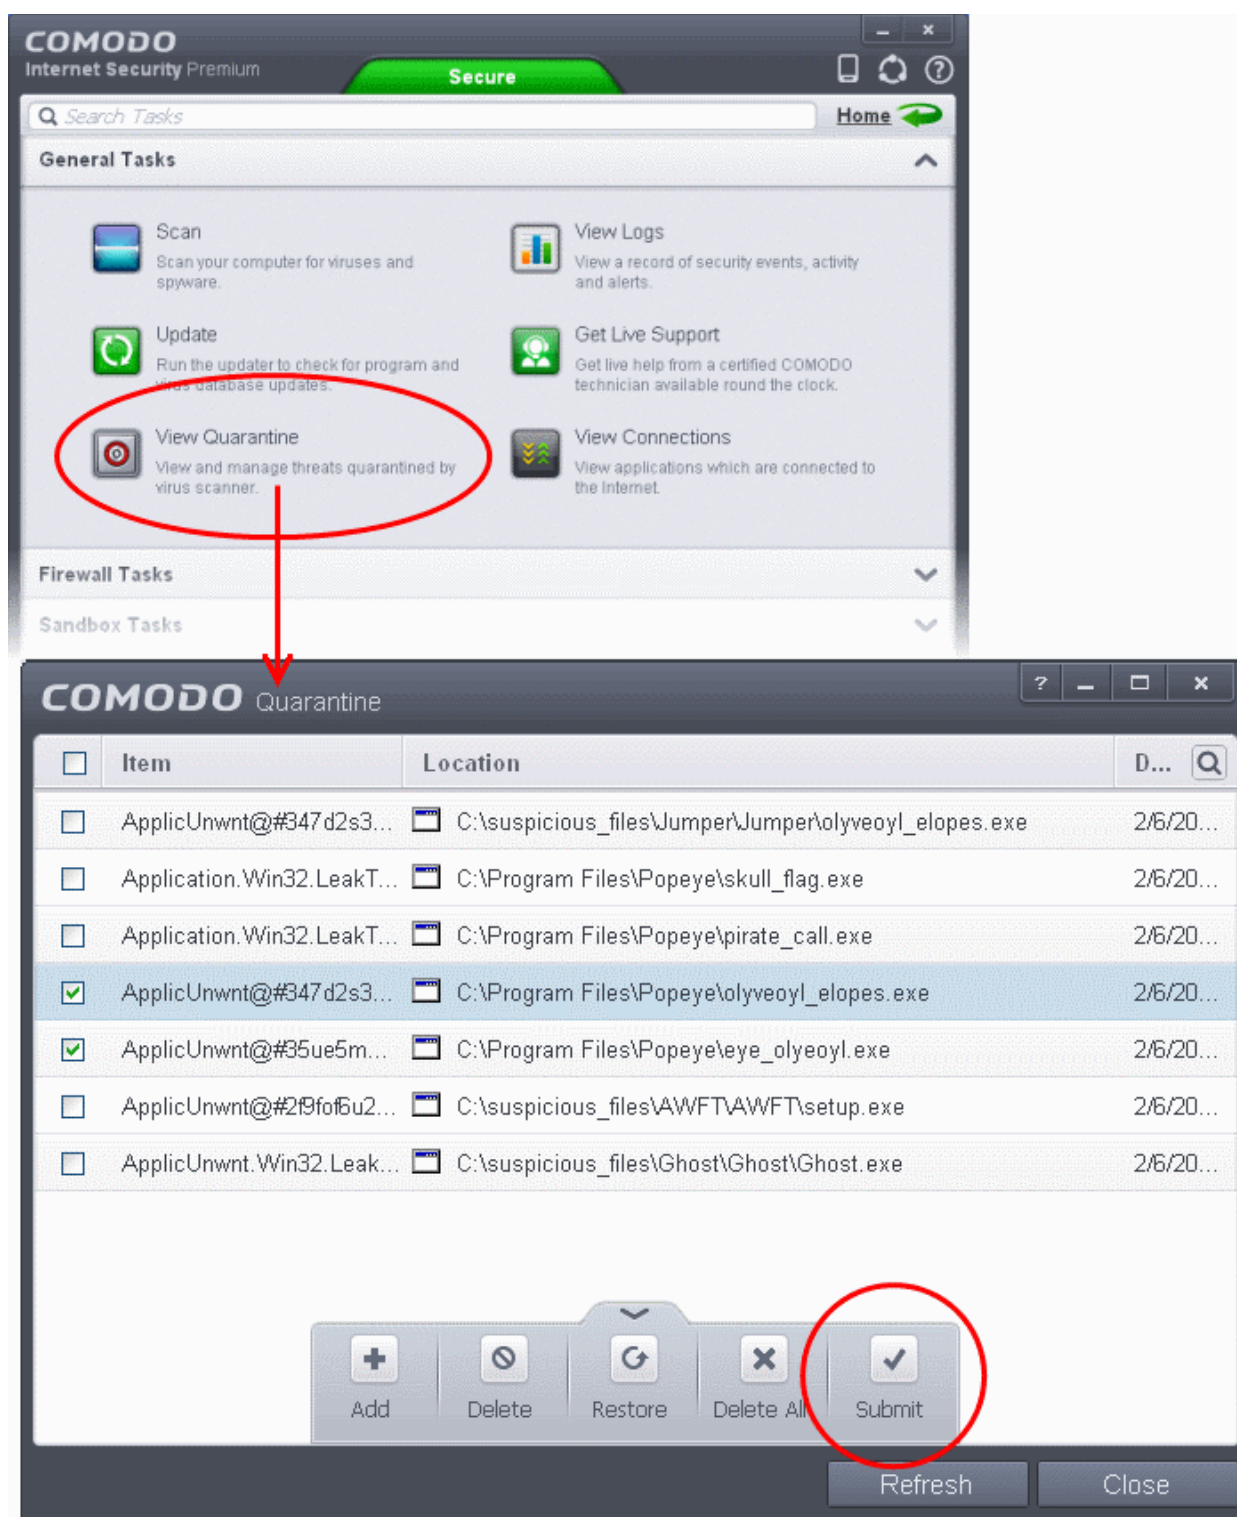 COMODO
Internet Security Premium
Secure
Search Tasks
Home
General Tasks
Scan
Scan your computer for viruses and
spyware.
View Logs
View a record of security events, activity
and alerts.
Update
Run the updater to check for program and
virus database updates.
Get Live Support
Get live help from a certified COMODO
technician available round the clock.
View Quarantine
View and manage threats quarantined by
virus scanner.
View Connections
View applications which are connected to
the Internet.
Firewall Tasks
Sandbox Tasks
COMODO Quarantine
Item Location D...
ApplicUnwnt@#347d2s3... C:\suspicious_files\Jumper\Jumper\olyveoyl_elopes.exe 2/6/20...
Application.Win32.LeakT... C:\Program Files\Popeye\skull_flag.exe 2/6/20...
Application.Win32.LeakT... C:\Program Files\Popeye\pirate_call.exe 2/6/20...
ApplicUnwnt@#347d2s3... C:\Program Files\Popeye\olyveoyl_elopes.exe 2/6/20...
ApplicUnwnt@#35ue5m... C:\Program Files\Popeye\eye_olyeoyl.exe 2/6/20...
ApplicUnwnt@#2f9fof6u2... C:\suspicious_files\AWFT\AWFT\setup.exe 2/6/20...
ApplicUnwnt.Win32.Leak... C:\suspicious_files\Ghost\Ghost\Ghost.exe 2/6/20...
Add Delete Restore Delete All Submit
Refresh Close